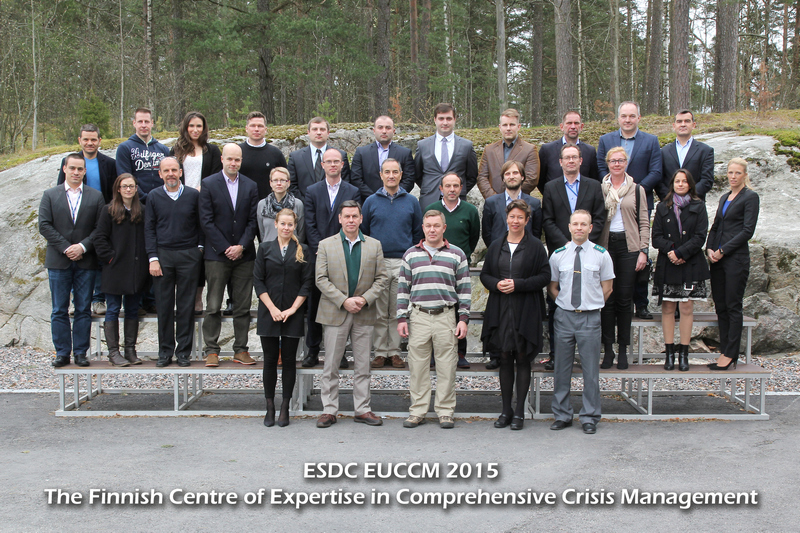 ESDC EUCCM 2015
The Finnish Centre of Expertise in Comprehensive Crisis Management